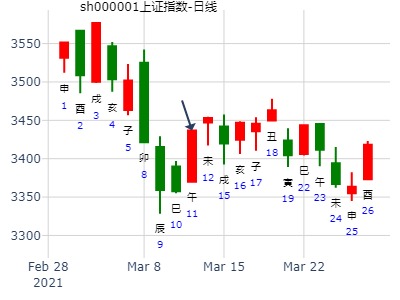 sh000001上证指数-日线
3550
3500
3450
3400
3350
3300
申
1
酉
2
戌
3
亥
4
子
5
卯
8
辰
9
巳
10
午
11
未
12
戌
15
亥
16
子
17
丑
18
寅
19
巳
22
午
23
未
24
申
25
酉
26
Feb 28
2021
Mar 8
Mar 15
Mar 22